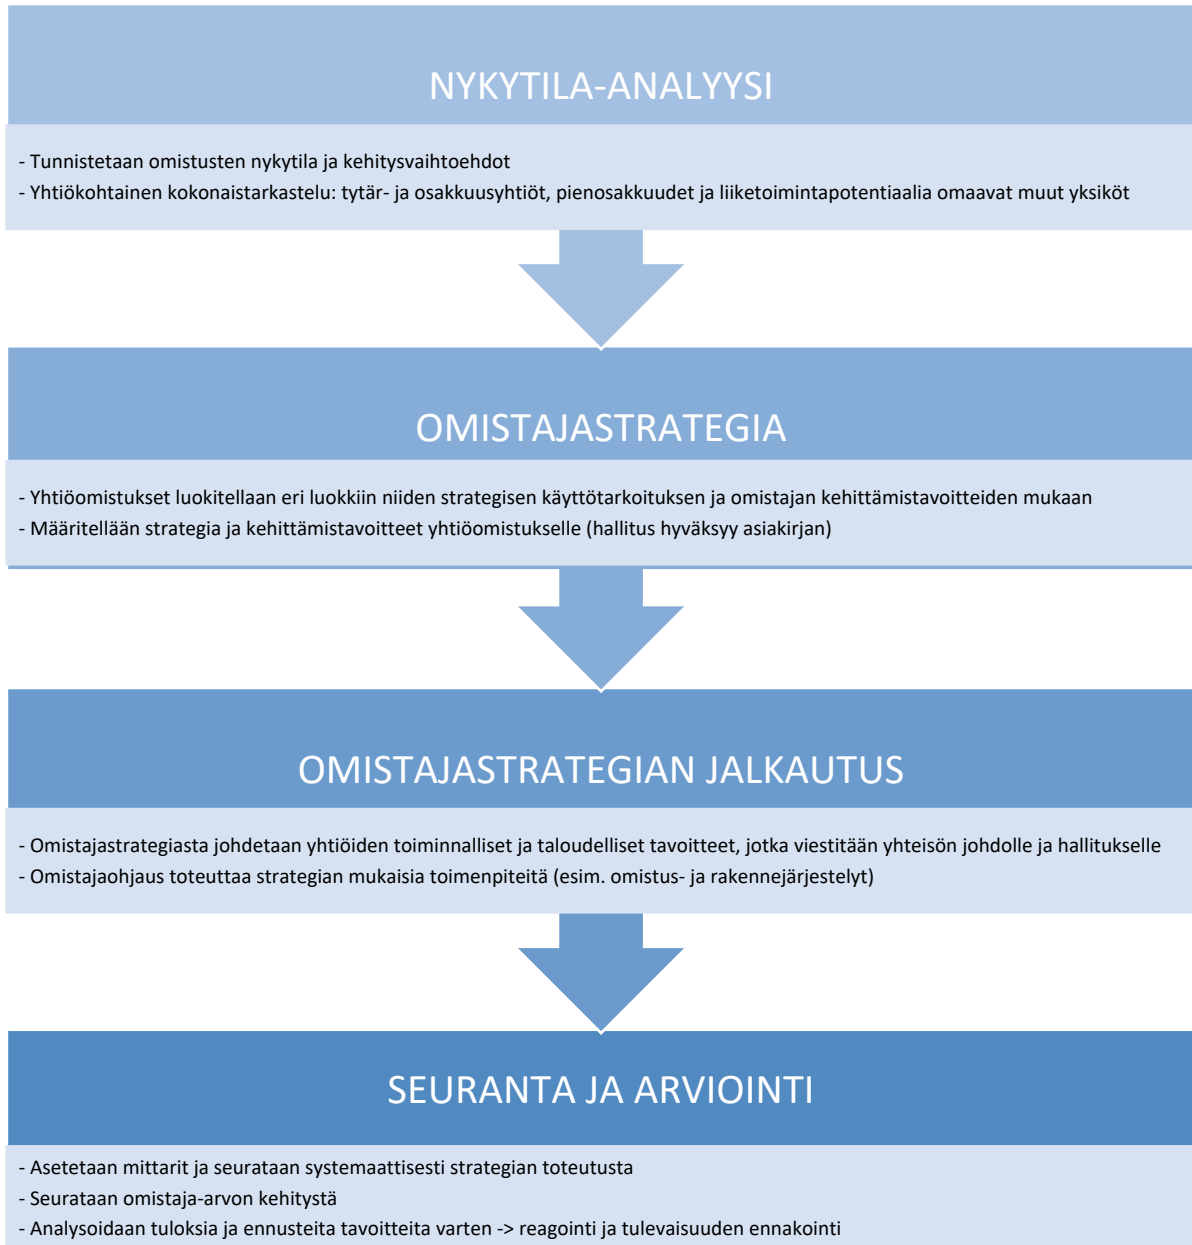 NYKYTILA-ANALYYSI
- Tunnistetaan omistusten nykytila ja kehitysvaihtoehdot
- Yhtiökohtainen kokonaistarkastelu: tytär- ja osakkuusyhtiöt, pienosakkuudet ja liiketoimintapotentiaalia omaavat muut yksiköt
OMISTAJASTRATEGIA
- Yhtiöomistukset luokitellaan eri luokkiin niiden strategisen käyttötarkoituksen ja omistajan kehittämistavoitteiden mukaan
- Määritellään strategia ja kehittämistavoitteet yhtiöomistukselle (hallitus hyväksyy asiakirjan)
OMISTAJASTRATEGIAN JALKAUTUS
- Omistajastrategiasta johdetaan yhtiöiden toiminnalliset ja taloudelliset tavoitteet, jotka viestitään yhteisön johdolle ja hallitukselle
- Omistajaohjaus toteuttaa strategian mukaisia toimenpiteitä (esim. omistus- ja rakennejärjestelyt)
SEURANTA JA ARVIOINTI
- Asetetaan mittarit ja seurataan systemaattisesti strategian toteutusta
- Seurataan omistaja-arvon kehitystä
- Analysoidaan tuloksia ja ennusteita tavoitteita varten -> reagointi ja tulevaisuuden ennakointi